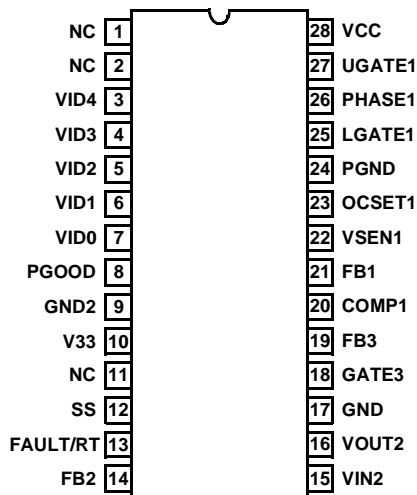 NC 1 28 VCC
NC 2 27 UGATE1
VID4 3 26 PHASE1
VID3 4 25 LGATE1
VID2 5 24 PGND
VID1 6 23 OCSET1
VID0 7 22 VSEN1
PGOOD 8 21 FB1
GND2 9 20 COMP1
V33 10 19 FB3
NC 11 18 GATE3
SS 12 17 GND
FAULT/RT 13 16 VOUT2
FB2 14 15 VIN2